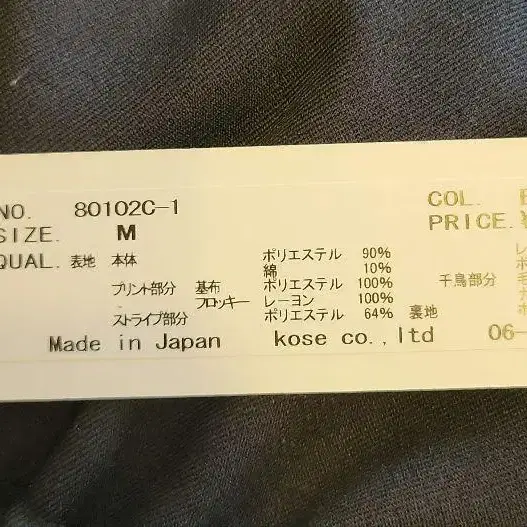 NO. 80102C-1 COL.
SIZE. M PRICE.
QUAL. 表地 本体 ポリエステル 90%
綿 10%
プリント部分 基布 ポリエステル 100% 千鳥部分
フロッキー レーヨン 100%
ストライプ部分 ポリエステル 64% 裏地
Made in Japan kose co.,ltd 06-